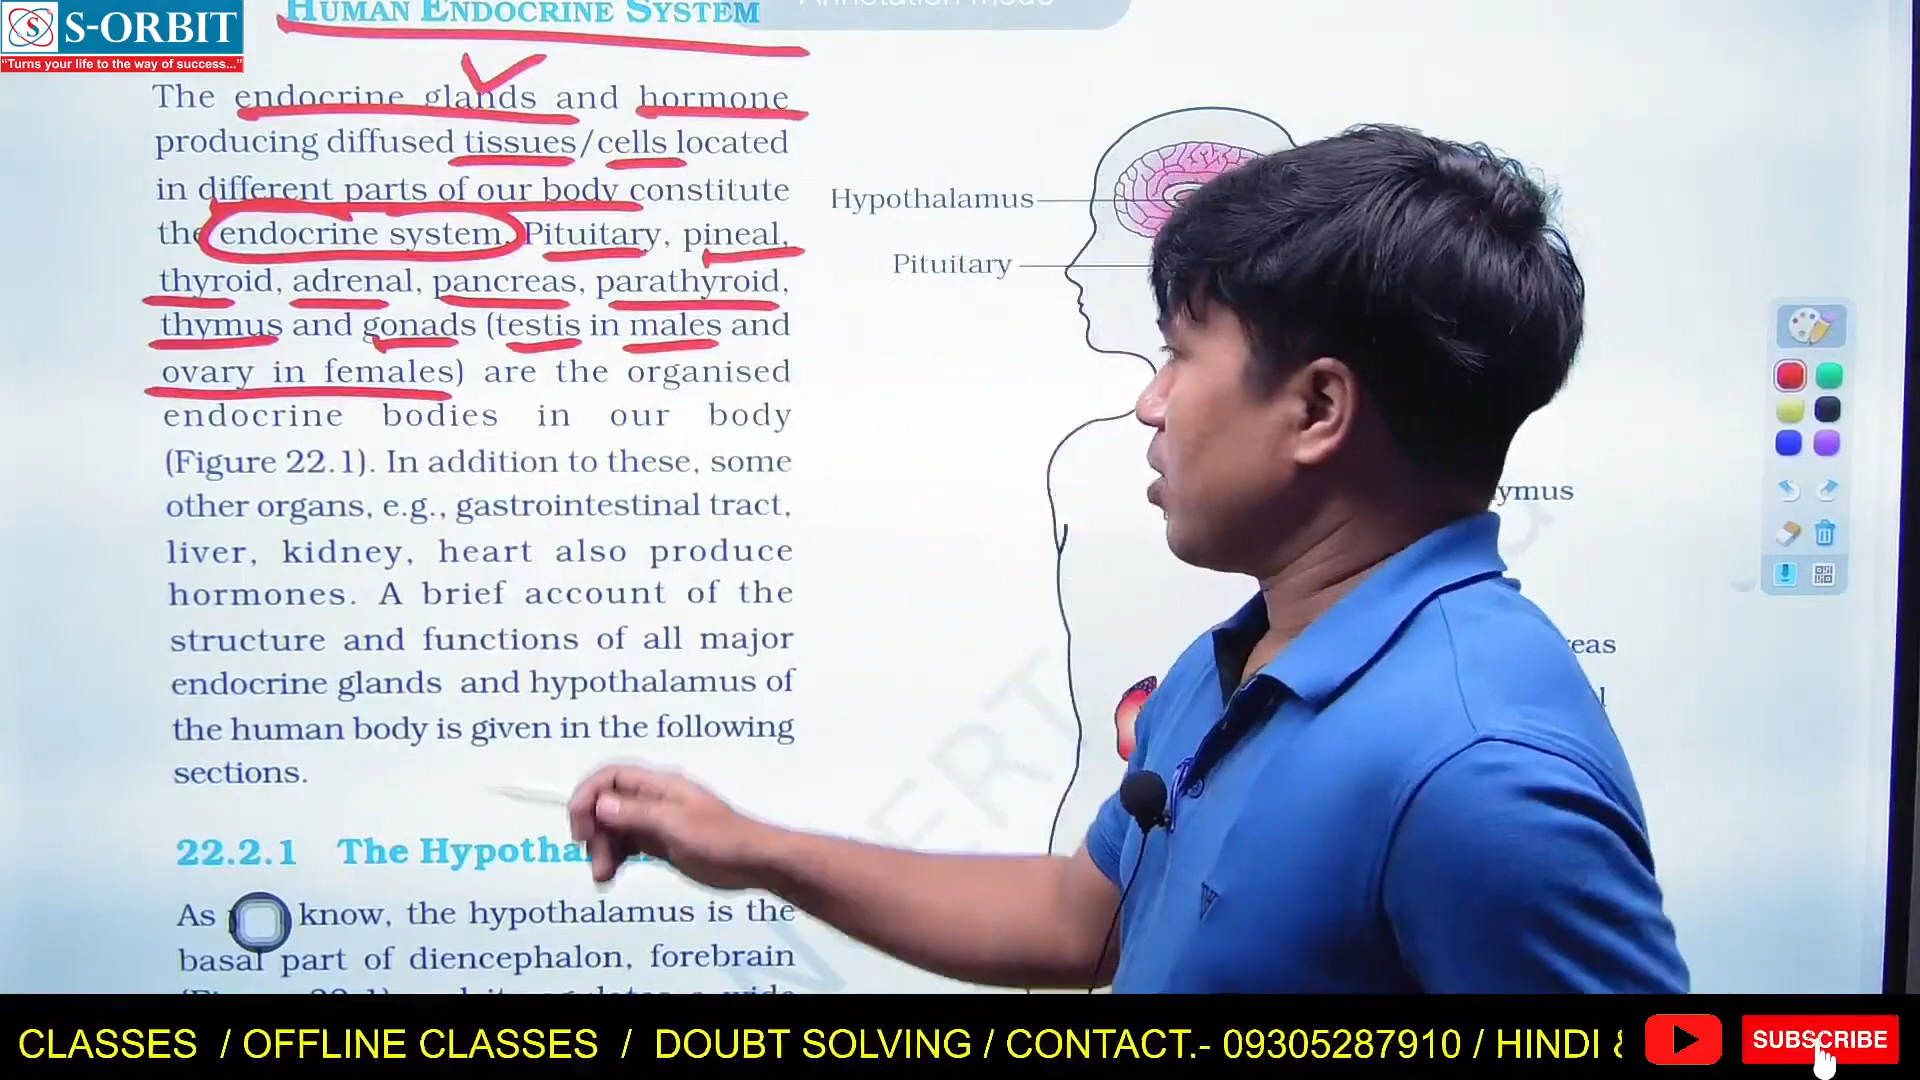 S-ORBIT
"Turns your life to the way of success..."
HUMAN ENDOCRINE SYSTEM
Annotation mode
The endocrine glands and hormone
producing diffused tissues/cells located
in different parts of our body constitute
the endocrine system. Pituitary, pineal,
thyroid, adrenal, pancreas, parathyroid,
thymus and gonads (testis in males and
ovary in females) are the organised
endocrine bodies in our body
(Figure 22.1). In addition to these, some
other organs, e.g., gastrointestinal tract,
liver, kidney, heart also produce
hormones. A brief account of the
structure and functions of all major
endocrine glands and hypothalamus of
the human body is given in the following
sections.
22.2.1 The Hypotha
As know, the hypothalamus is the
basal part of diencephalon, forebrain
Hypothalamus
Pituitary
ymus
eas
NCERT
CLASSES / OFFLINE CLASSES / DOUBT SOLVING / CONTACT.- 09305287910 / HINDI &
SUBSCRIBE